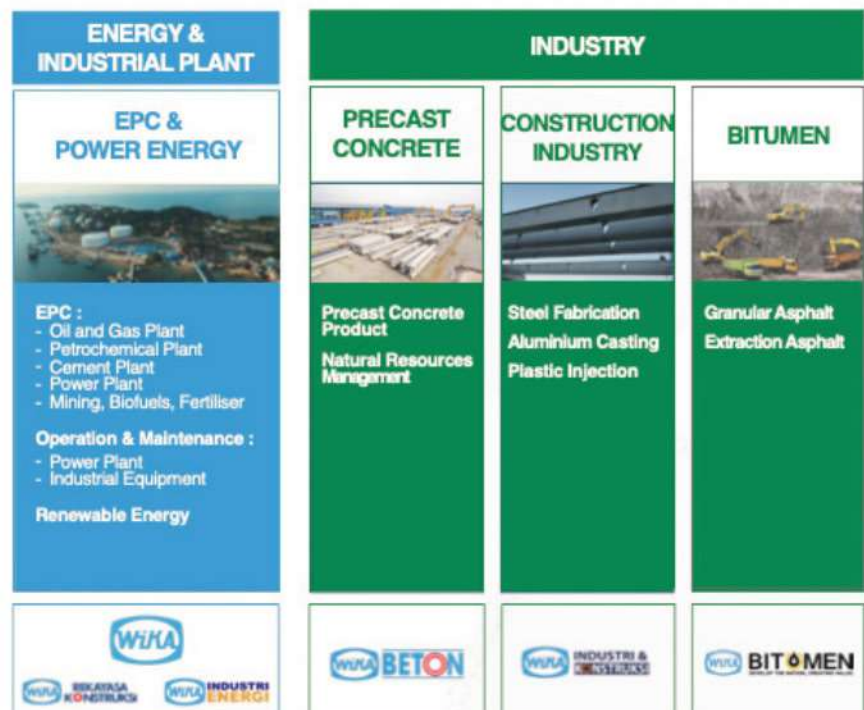 ENERGY &
INDUSTRIAL PLANT
EPC &
POWER ENERGY
EPC :
- Oil and Gas Plant
- Petrochemical Plant
- Cement Plant
- Power Plant
- Mining, Biofuels, Fertiliser
Operation & Maintenance :
- Power Plant
- Industrial Equipment
Renewable Energy
WIKA
WIKA REKAYASA
KONSTRUKSI
WIKA INDUSTRI
ENERGI
INDUSTRY
PRECAST
CONCRETE
Precast Concrete
Product
Natural Resources
Management
WIKA BETON
CONSTRUCTION
INDUSTRY
Steel Fabrication
Aluminium Casting
Plastic Injection
WIKA INDUSTRI &
KONSTRUKSI
BITUMEN
Granular Asphalt
Extraction Asphalt
WIKA BITUMEN